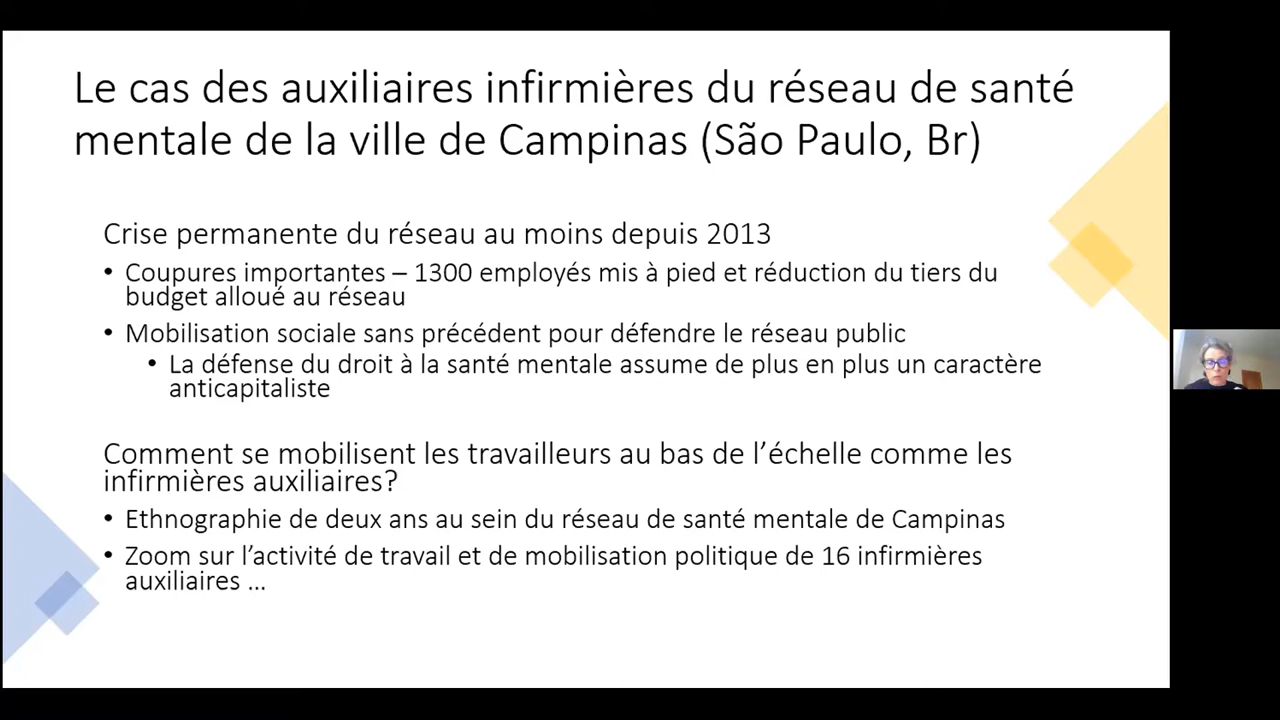 Le cas des auxiliaires infirmières du réseau de santé
mentale de la ville de Campinas (São Paulo, Br)
Crise permanente du réseau au moins depuis 2013
• Coupures importantes – 1300 employés mis à pied et réduction du tiers du
budget alloué au réseau
• Mobilisation sociale sans précédent pour défendre le réseau public
• La défense du droit à la santé mentale assume de plus en plus un caractère
anticapitaliste
Comment se mobilisent les travailleurs au bas de l’échelle comme les
infirmières auxiliaires?
• Ethnographie de deux ans au sein du réseau de santé mentale de Campinas
• Zoom sur l’activité de travail et de mobilisation politique de 16 infirmières
auxiliaires …